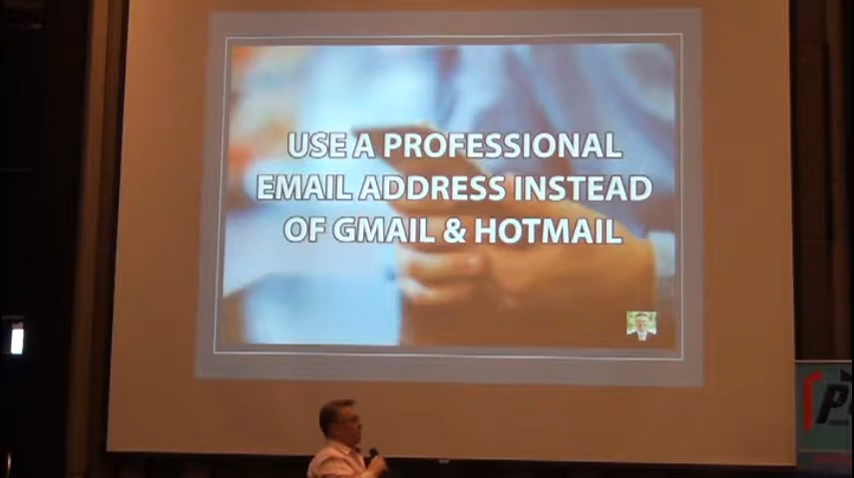 USE A PROFESSIONAL
EMAIL ADDRESS INSTEAD
OF GMAIL & HOTMAIL